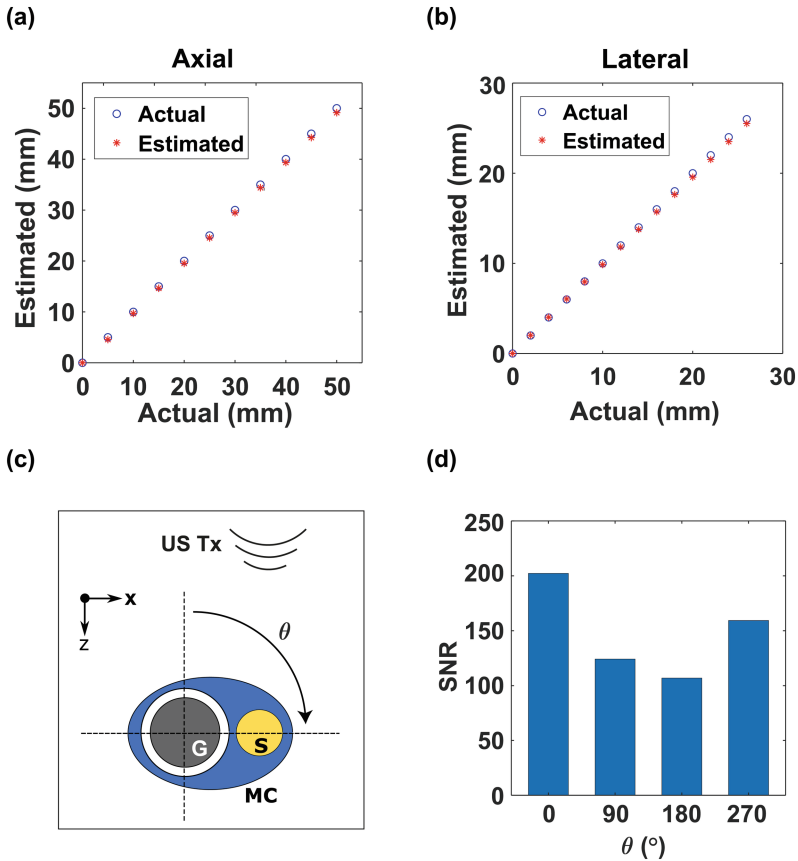 (a)
Axial
Estimated (mm)
50
40
30
20
10
0
Actual
Estimated
0 10 20 30 40 50
Actual (mm)
(b)
Lateral
Estimated (mm)
30
20
10
0
Actual
Estimated
0 10 20 30
Actual (mm)
(c)
US Tx
x
z
θ
G
S
MC
(d)
SNR
250
200
150
100
50
0
0 90 180 270
θ (°)